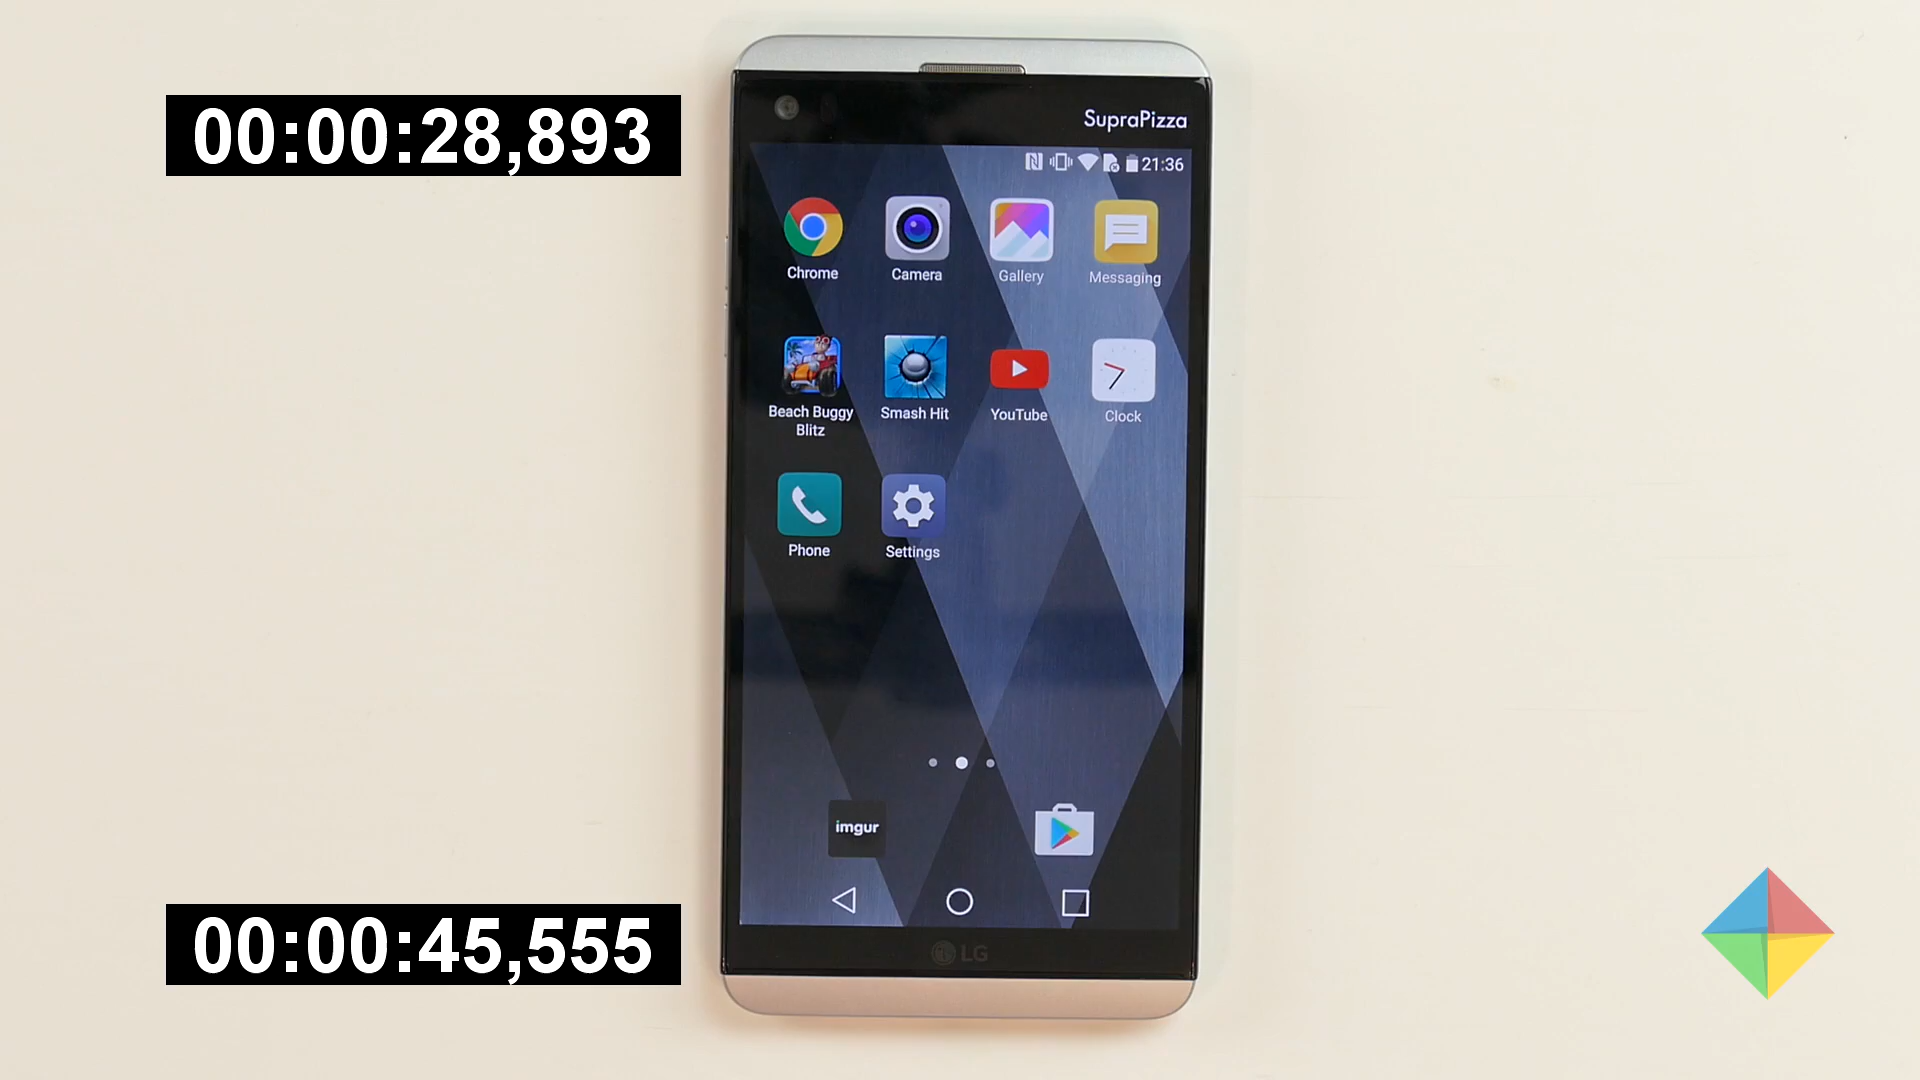 00:00:28,893
SupraPizza
21:36
Chrome
Camera
Gallery
Messaging
Beach Buggy
Blitz
Smash Hit
YouTube
Clock
Phone
Settings
imgur
LG
00:00:45,555